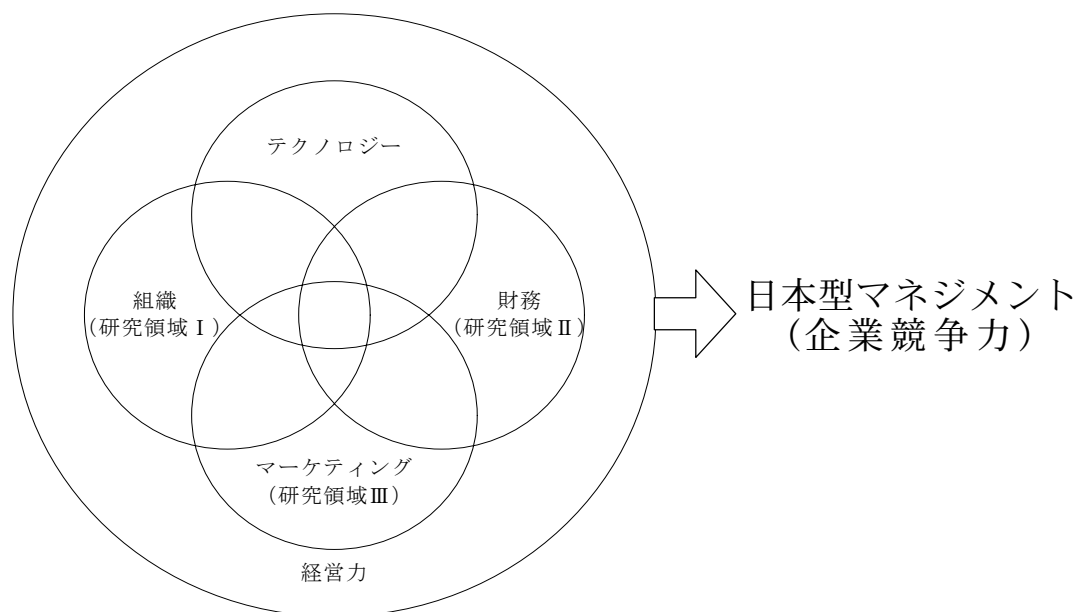 テクノロジー
組織
(研究領域Ⅰ)
財務
(研究領域Ⅱ)
マーケティング
(研究領域Ⅲ)
経営力
日本型マネジメント
(企業競争力)